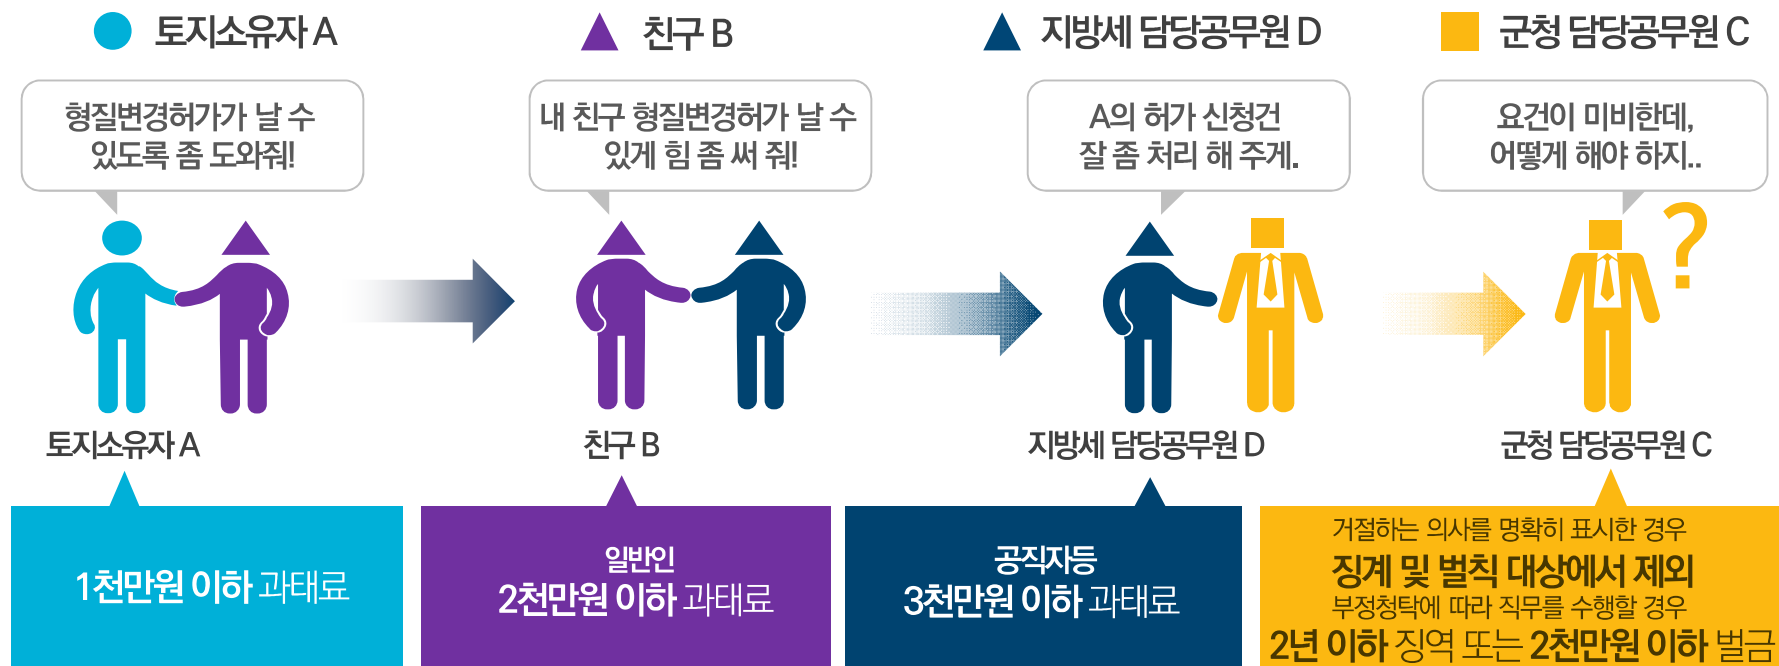 토지소유자 A
친구 B
지방세 담당공무원 D
군청 담당공무원 C
형질변경허가가 날 수
있도록 좀 도와줘!
내 친구 형질변경허가 날 수
있게 힘 좀 써 줘!
A의 허가 신청건
잘 좀 처리 해 주게.
요건이 미비한데,
어떻게 해야 하지..
?
토지소유자 A
친구 B
지방세 담당공무원 D
군청 담당공무원 C
1천만원 이하 과태료
일반인
2천만원 이하 과태료
공직자등
3천만원 이하 과태료
거절하는 의사를 명확히 표시한 경우
징계 및 벌칙 대상에서 제외
부정청탁에 따라 직무를 수행할 경우
2년 이하 징역 또는 2천만원 이하 벌금